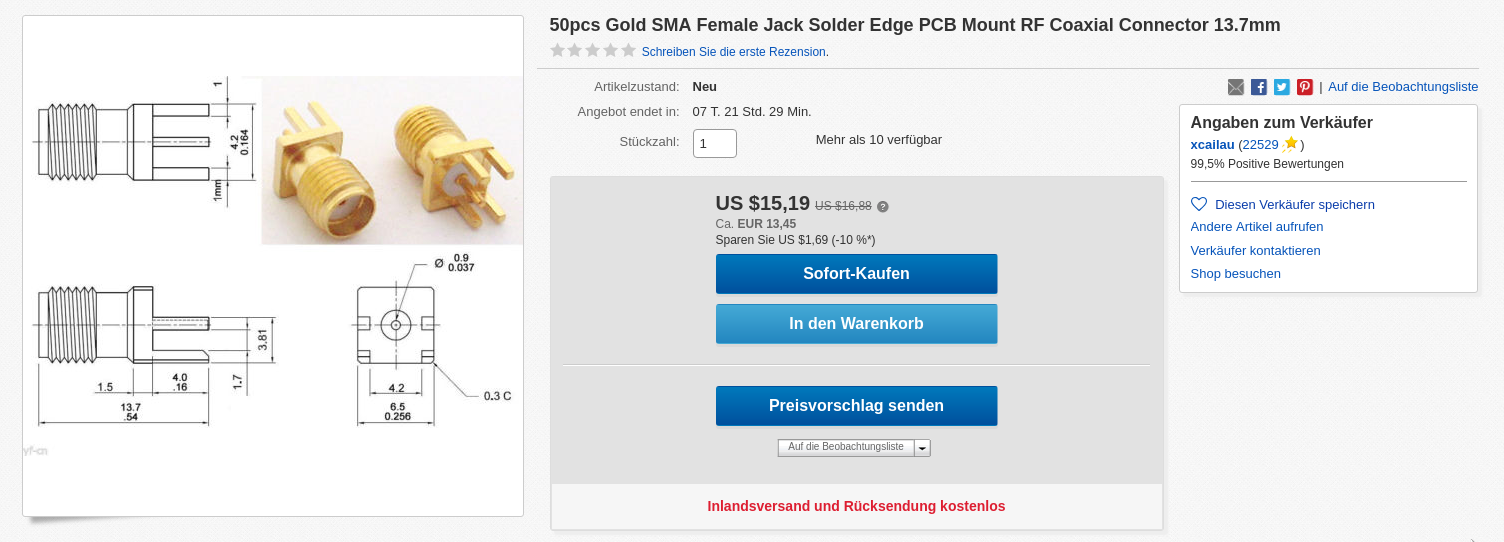 50pcs Gold SMA Female Jack Solder Edge PCB Mount RF Coaxial Connector 13.7mm
Schreiben Sie die erste Rezension.
Artikelzustand: Neu
Angebot endet in: 07 T. 21 Std. 29 Min.
Stückzahl: 1 Mehr als 10 verfügbar
US $15,19 US $16,88 ?
Ca. EUR 13,45
Sparen Sie US $1,69 (-10 %*)
Sofort-Kaufen
In den Warenkorb
Preisvorschlag senden
Auf die Beobachtungsliste
Inlandsversand und Rücksendung kostenlos
| Auf die Beobachtungsliste
Angaben zum Verkäufer
xcailau (22529 )
99,5% Positive Bewertungen
Diesen Verkäufer speichern
Andere Artikel aufrufen
Verkäufer kontaktieren
Shop besuchen
1
4.2
0.164
1mm
Ø 0.9
0.037
3.81
1.7
1.5
4.0
.16
13.7
.54
4.2
6.5
0.256
0.3 C
yf-cn